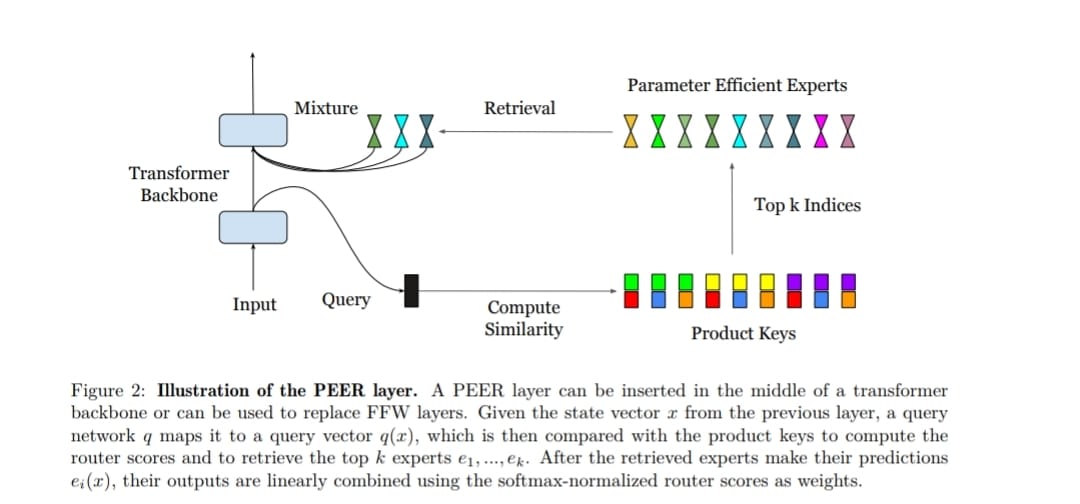 Parameter Efficient Experts
Mixture
Retrieval
Transformer
Backbone
Top k Indices
Input
Query
Compute
Similarity
Product Keys
Figure 2: Illustration of the PEER layer. A PEER layer can be inserted in the middle of a transformer
backbone or can be used to replace FFW layers. Given the state vector x from the previous layer, a query
network q maps it to a query vector q(x), which is then compared with the product keys to compute the
router scores and to retrieve the top k experts e₁, ..., eₖ. After the retrieved experts make their predictions
eᵢ(x), their outputs are linearly combined using the softmax-normalized router scores as weights.